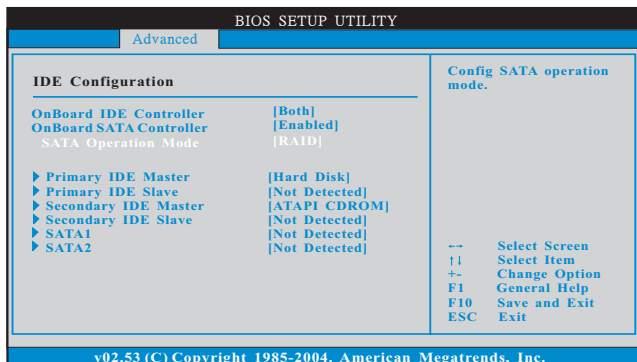 BIOS SETUP UTILITY
Advanced
IDE Configuration
OnBoard IDE Controller [Both]
OnBoard SATA Controller [Enabled]
SATA Operation Mode [RAID]
Primary IDE Master [Hard Disk]
Primary IDE Slave [Not Detected]
Secondary IDE Master [ATAPI CDROM]
Secondary IDE Slave [Not Detected]
SATA1 [Not Detected]
SATA2 [Not Detected]
Config SATA operation
mode.
←→ Select Screen
↑↓ Select Item
+- Change Option
F1 General Help
F10 Save and Exit
ESC Exit
v02.53 (C) Copyright 1985-2004, American Megatrends, Inc.